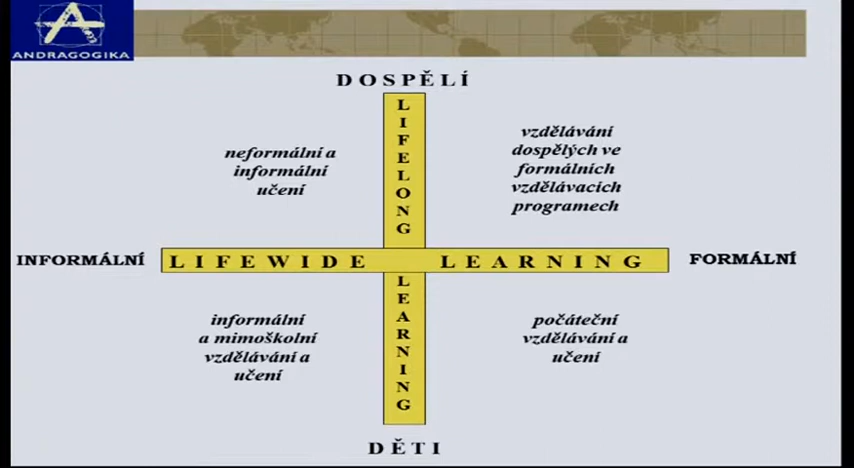 ANDRAGOGIKA
DOSPĚLÍ
neformální a
informální
učení
vzdělávání
dospělých ve
formálních
vzdělávacích
programech
LIFELONG
INFORMÁLNÍ
LIFEWIDE LEARNING
FORMÁLNÍ
LEARNING
informální
a mimoškolní
vzdělávání a
učení
počáteční
vzdělávání a
učení
DĚTI